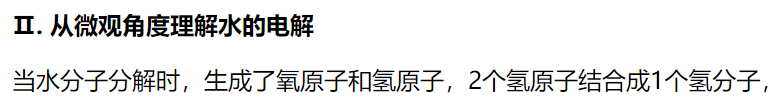 Ⅱ. 从微观角度理解水的电解
当水分子分解时，生成了氧原子和氢原子，2个氢原子结合成1个氢分子，